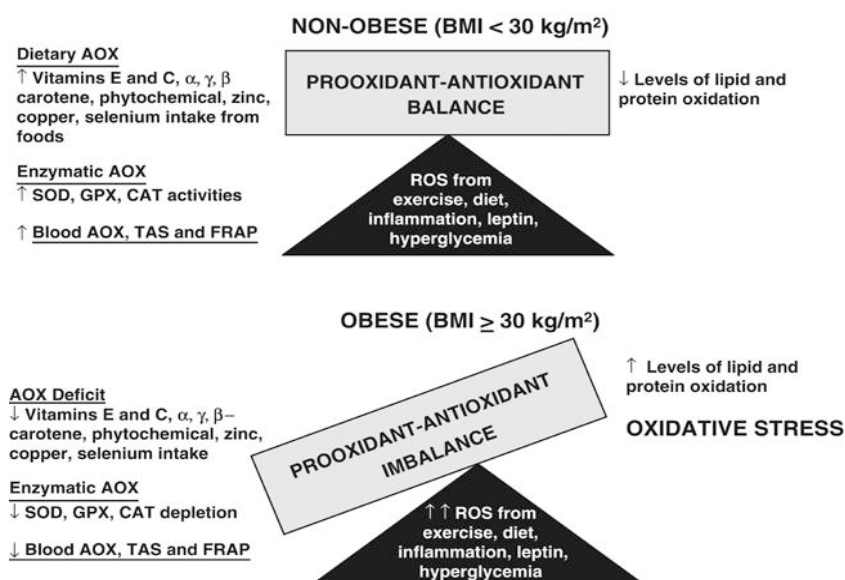 NON-OBESE (BMI < 30 kg/m²)
Dietary AOX
↑ Vitamins E and C, α, γ, β
carotene, phytochemical, zinc,
copper, selenium intake from
foods
Enzymatic AOX
↑ SOD, GPX, CAT activities
↑ Blood AOX, TAS and FRAP
PROOXIDANT-ANTIOXIDANT
BALANCE
ROS from
exercise, diet,
inflammation, leptin,
hyperglycemia
↓ Levels of lipid and
protein oxidation
OBESE (BMI ≥ 30 kg/m²)
AOX Deficit
↓ Vitamins E and C, α, γ, β–
carotene, phytochemical, zinc,
copper, selenium intake
Enzymatic AOX
↓ SOD, GPX, CAT depletion
↓ Blood AOX, TAS and FRAP
PROOXIDANT-ANTIOXIDANT
IMBALANCE
↑ ↑ ROS from
exercise, diet,
inflammation, leptin,
hyperglycemia
↑ Levels of lipid and
protein oxidation
OXIDATIVE STRESS